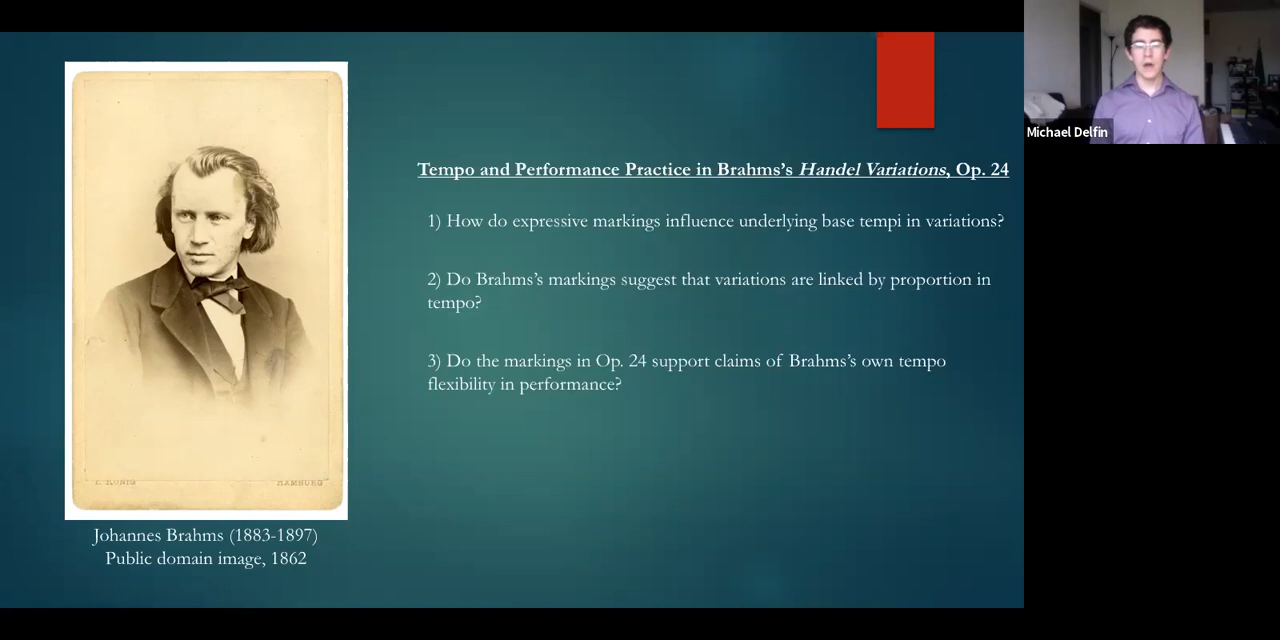 Michael Delfin
Tempo and Performance Practice in Brahms's Handel Variations, Op. 24
1) How do expressive markings influence underlying base tempi in variations?
2) Do Brahms's markings suggest that variations are linked by proportion in
tempo?
3) Do the markings in Op. 24 support claims of Brahms's own tempo
flexibility in performance?
HAMBURG
Johannes Brahms (1883-1897)
Public domain image, 1862